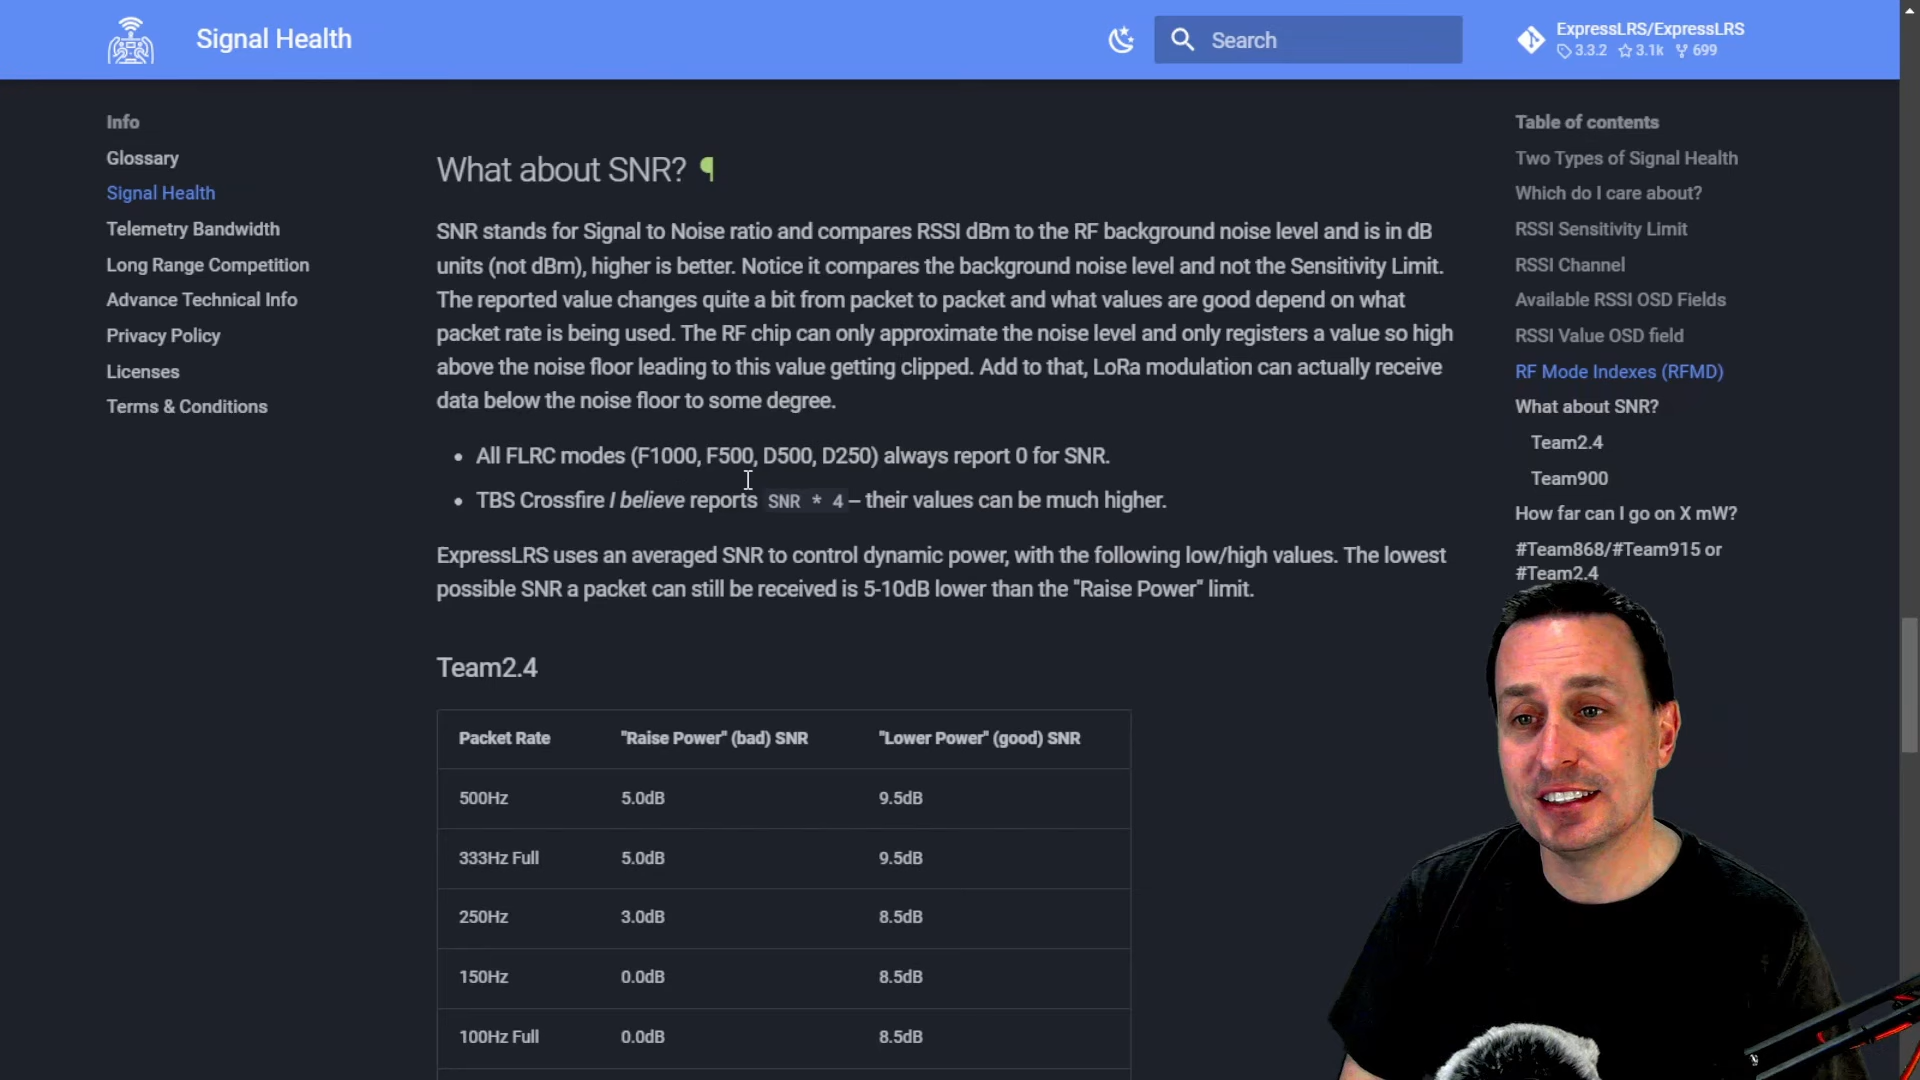 Signal Health
Search
ExpressLRS/ExpressLRS
3.3.2 3.1k 699
Info
Glossary
Signal Health
Telemetry Bandwidth
Long Range Competition
Advance Technical Info
Privacy Policy
Licenses
Terms & Conditions
What about SNR? ¶
SNR stands for Signal to Noise ratio and compares RSSI dBm to the RF background noise level and is in dB
units (not dBm), higher is better. Notice it compares the background noise level and not the Sensitivity Limit.
The reported value changes quite a bit from packet to packet and what values are good depend on what
packet rate is being used. The RF chip can only approximate the noise level and only registers a value so high
above the noise floor leading to this value getting clipped. Add to that, LoRa modulation can actually receive
data below the noise floor to some degree.
• All FLRC modes (F1000, F500, D500, D250) always report 0 for SNR.
• TBS Crossfire I believe reports SNR * 4 – their values can be much higher.
ExpressLRS uses an averaged SNR to control dynamic power, with the following low/high values. The lowest
possible SNR a packet can still be received is 5-10dB lower than the "Raise Power" limit.
Team2.4
Packet Rate "Raise Power" (bad) SNR "Lower Power" (good) SNR
500Hz 5.0dB 9.5dB
333Hz Full 5.0dB 9.5dB
250Hz 3.0dB 8.5dB
150Hz 0.0dB 8.5dB
100Hz Full 0.0dB 8.5dB
Table of contents
Two Types of Signal Health
Which do I care about?
RSSI Sensitivity Limit
RSSI Channel
Available RSSI OSD Fields
RSSI Value OSD field
RF Mode Indexes (RFMD)
What about SNR?
Team2.4
Team900
How far can I go on X mW?
#Team868/#Team915 or
#Team2.4